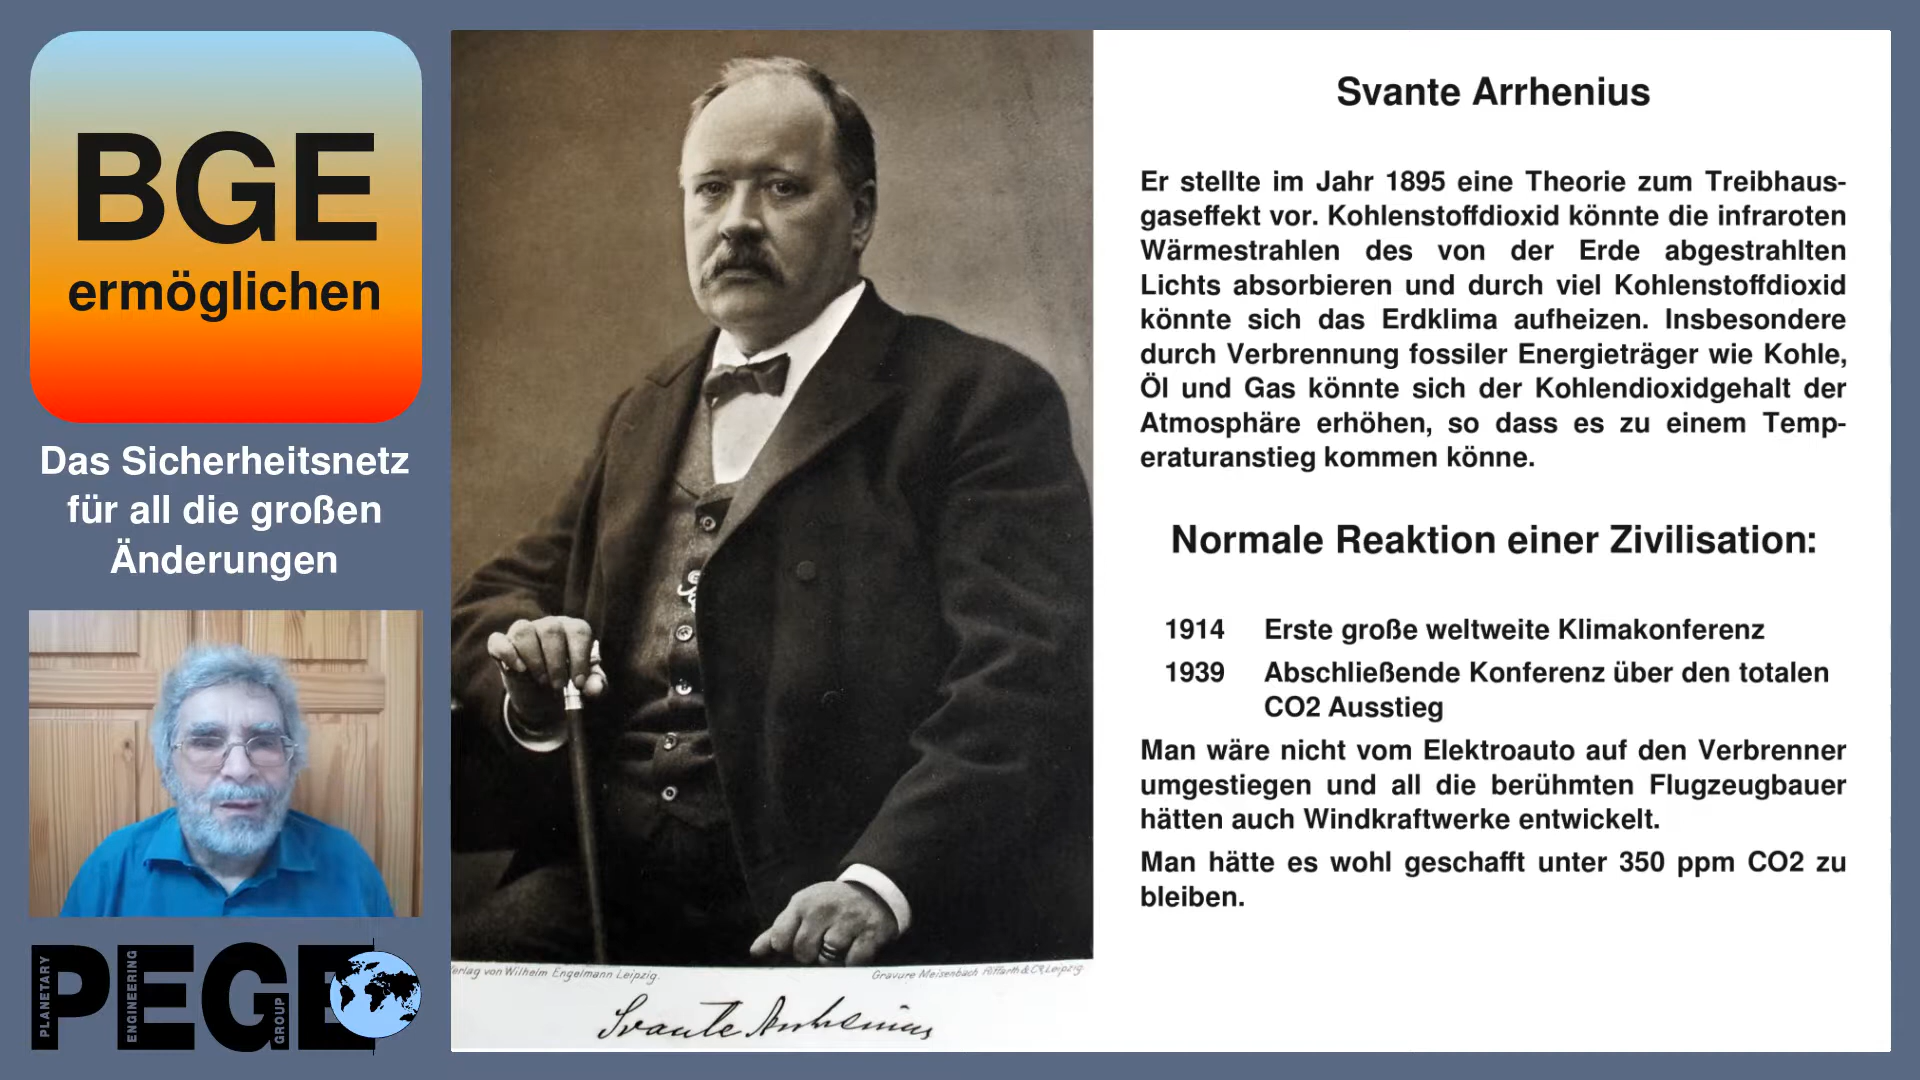 BGE
ermöglichen
Das Sicherheitsnetz
für all die großen
Änderungen
PEGE
PLANETARY
ENGINEERING
GROUP
Verlag von Wilhelm Engelmann Leipzig.
Gravure Meisenbach Riffarth & Co, Leipzig
Svante Arrhenius
Svante Arrhenius
Er stellte im Jahr 1895 eine Theorie zum Treibhaus-
gaseffekt vor. Kohlenstoffdioxid könnte die infraroten
Wärmestrahlen des von der Erde abgestrahlten
Lichts absorbieren und durch viel Kohlenstoffdioxid
könnte sich das Erdklima aufheizen. Insbesondere
durch Verbrennung fossiler Energieträger wie Kohle,
Öl und Gas könnte sich der Kohlendioxidgehalt der
Atmosphäre erhöhen, so dass es zu einem Temp-
eraturanstieg kommen könne.
Normale Reaktion einer Zivilisation:
1914 Erste große weltweite Klimakonferenz
1939 Abschließende Konferenz über den totalen
CO2 Ausstieg
Man wäre nicht vom Elektroauto auf den Verbrenner
umgestiegen und all die berühmten Flugzeugbauer
hätten auch Windkraftwerke entwickelt.
Man hätte es wohl geschafft unter 350 ppm CO2 zu
bleiben.